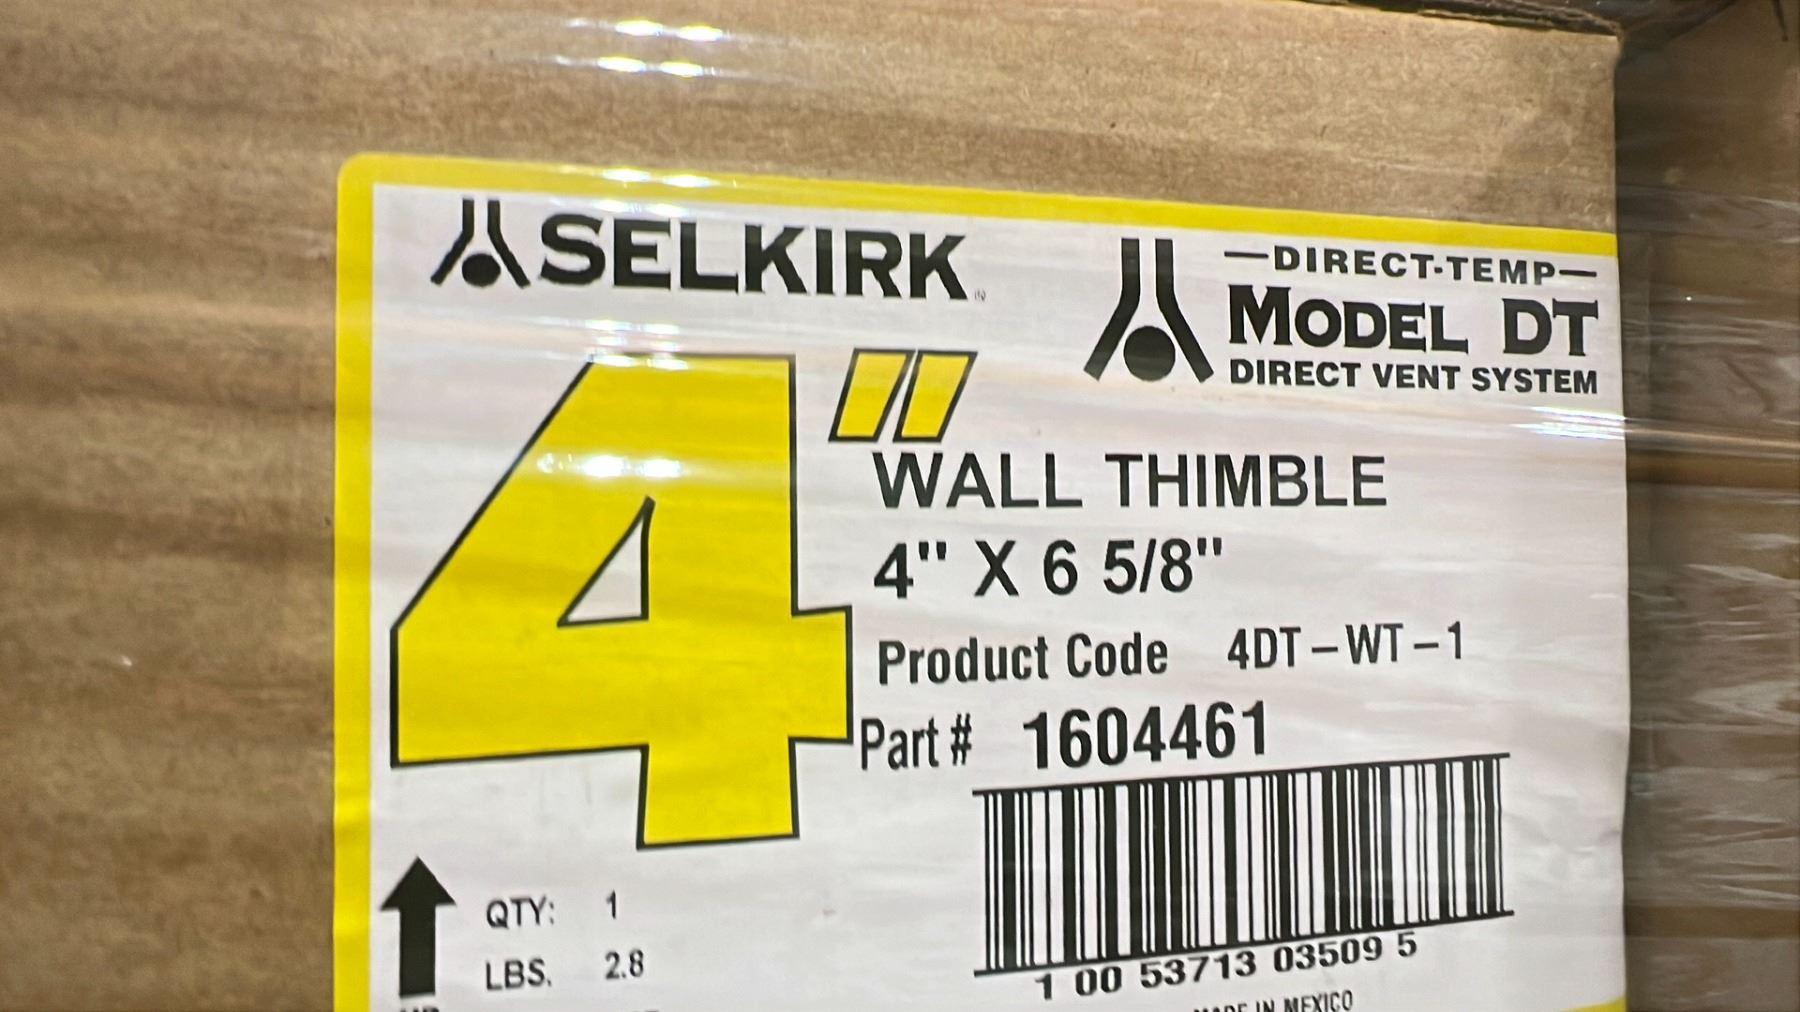 SELKIRK
DIRECT-TEMP
MODEL DT
DIRECT VENT SYSTEM
4"
WALL THIMBLE
4" X 6 5/8"
Product Code 4DT-WT-1
Part # 1604461
QTY: 1
LBS. 2.8
1 00 53713 03509 5
MADE IN MEXICO